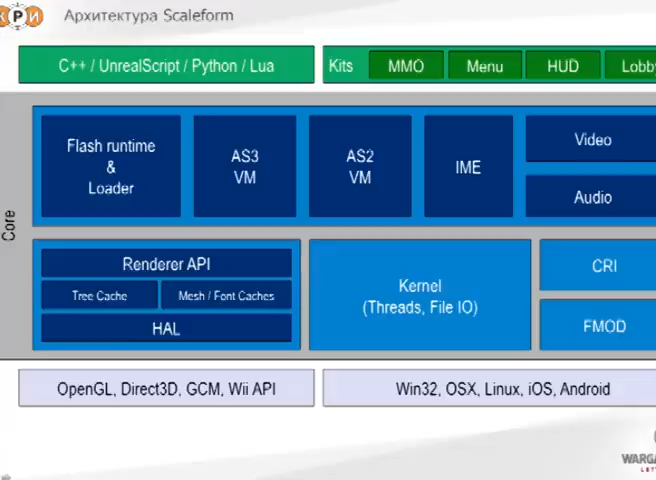 КРИ
Архитектура Scaleform
C++ / UnrealScript / Python / Lua
Kits
MMO
Menu
HUD
Lobby
Flash runtime
&
Loader
AS3
VM
AS2
VM
IME
Video
Audio
Core
Renderer API
Tree Cache
Mesh / Font Caches
HAL
Kernel
(Threads, File IO)
CRI
FMOD
OpenGL, Direct3D, GCM, Wii API
Win32, OSX, Linux, iOS, Android
WARGA